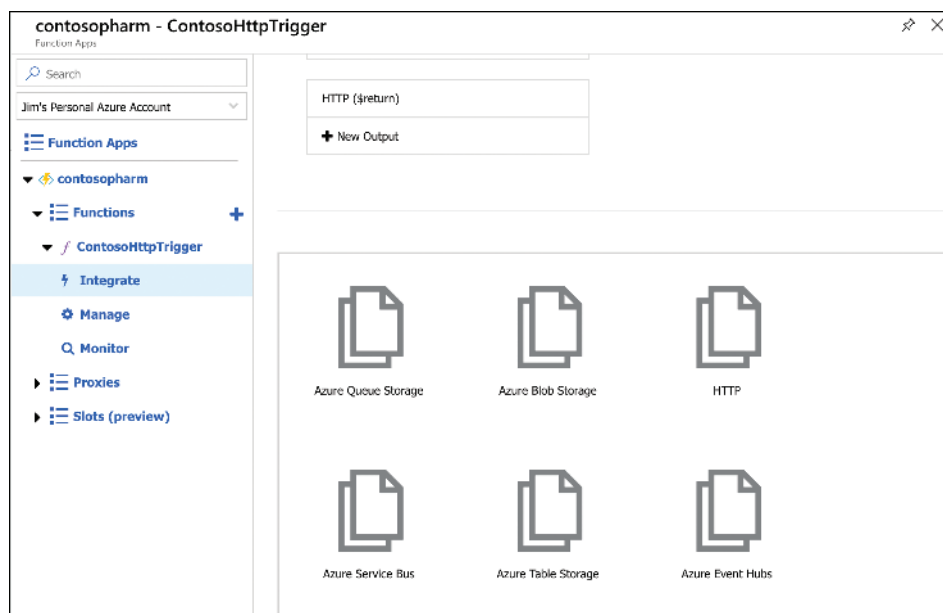 contosopharm - ContosoHttpTrigger
Function Apps
Search
Jim's Personal Azure Account
Function Apps
contosopharm
Functions
ContosoHttpTrigger
Integrate
Manage
Monitor
Proxies
Slots (preview)
HTTP ($return)
New Output
Azure Queue Storage
Azure Blob Storage
HTTP
Azure Service Bus
Azure Table Storage
Azure Event Hubs